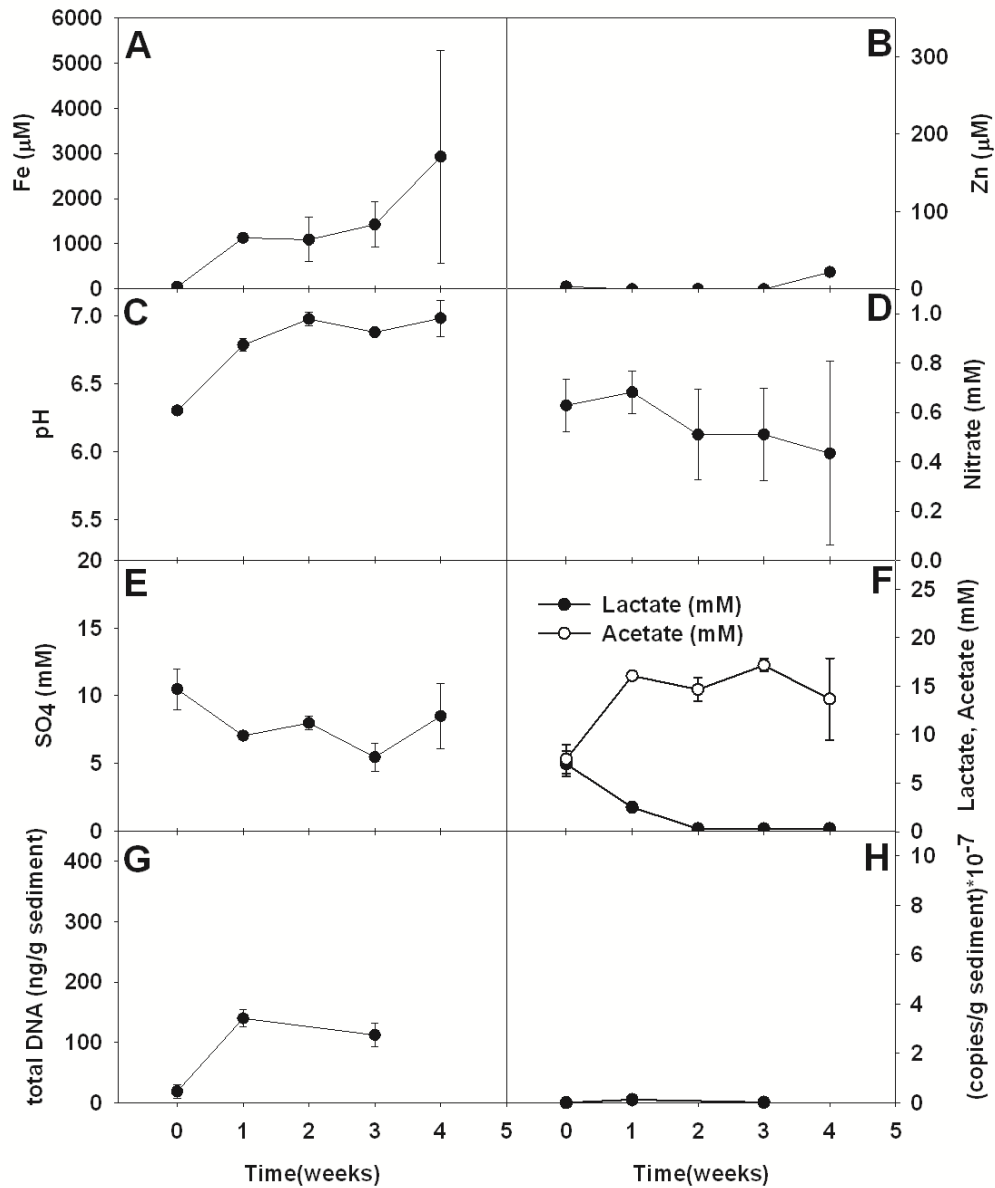 A
6000
5000
4000
3000
2000
1000
0
Fe (μM)
B
300
200
100
0
Zn (μM)
C
7.0
6.5
6.0
5.5
pH
D
1.0
0.8
0.6
0.4
0.2
0.0
Nitrate (mM)
E
20
15
10
5
0
SO4 (mM)
F
Lactate (mM)
Acetate (mM)
25
20
15
10
5
0
Lactate, Acetate (mM)
G
400
300
200
100
0
total DNA (ng/g sediment)
H
10
8
6
4
2
0
(copies/g sediment)*10-7
0 1 2 3 4 5
0 1 2 3 4 5
Time(weeks)
Time(weeks)